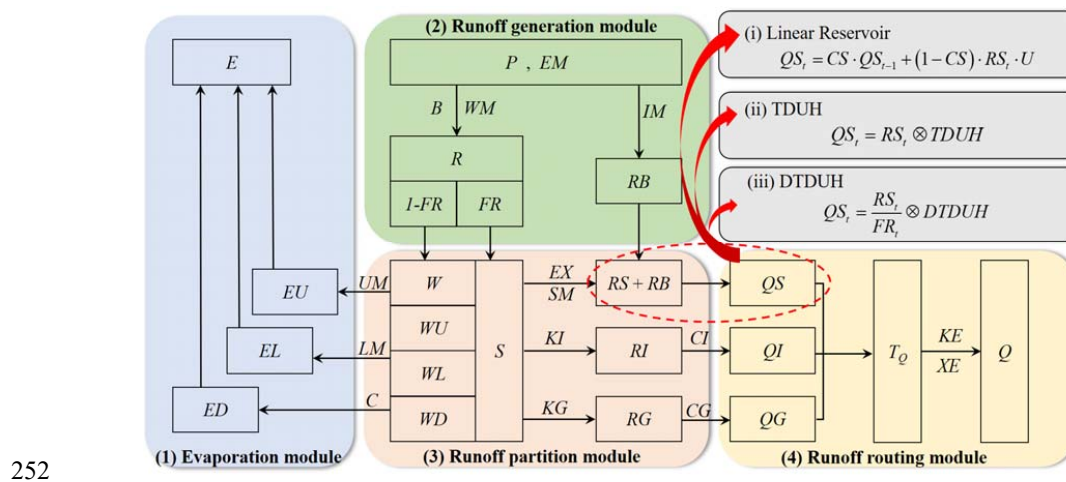 (2) Runoff generation module
E
P , EM
B WM
IM
R
1-FR FR
RB
(i) Linear Reservoir
QS_t = CS · QS_{t-1} + (1 − CS) · RS_t · U
(ii) TDUH
QS_t = RS_t ⊗ TDUH
(iii) DTDUH
QS_t = RS_t / FR_t ⊗ DTDUH
EU
EL
ED
UM
LM
C
W
WU
WL
WD
S
EX
SM
KI
KG
RS + RB
RI
RG
CI
CG
QS
QI
QG
T_Q
KE
XE
Q
(1) Evaporation module
(3) Runoff partition module
(4) Runoff routing module
252